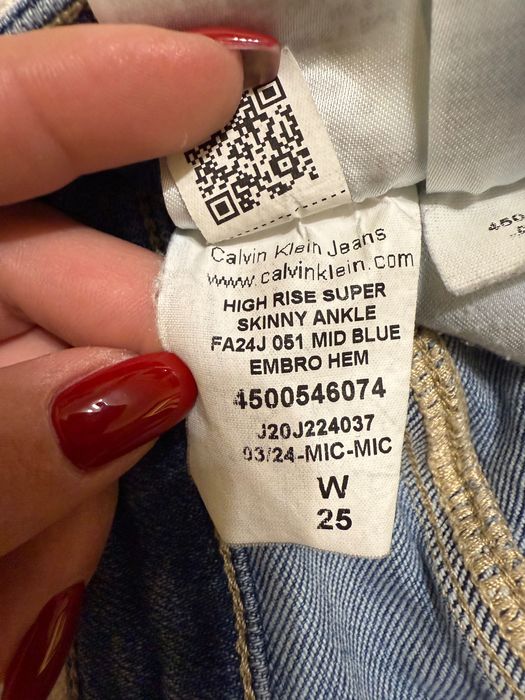 Calvin Klein Jeans
www.calvinklein.com
HIGH RISE SUPER
SKINNY ANKLE
FA24J 051 MID BLUE
EMBRO HEM
4500546074
J20J224037
03/24-MIC-MIC
W
25
450